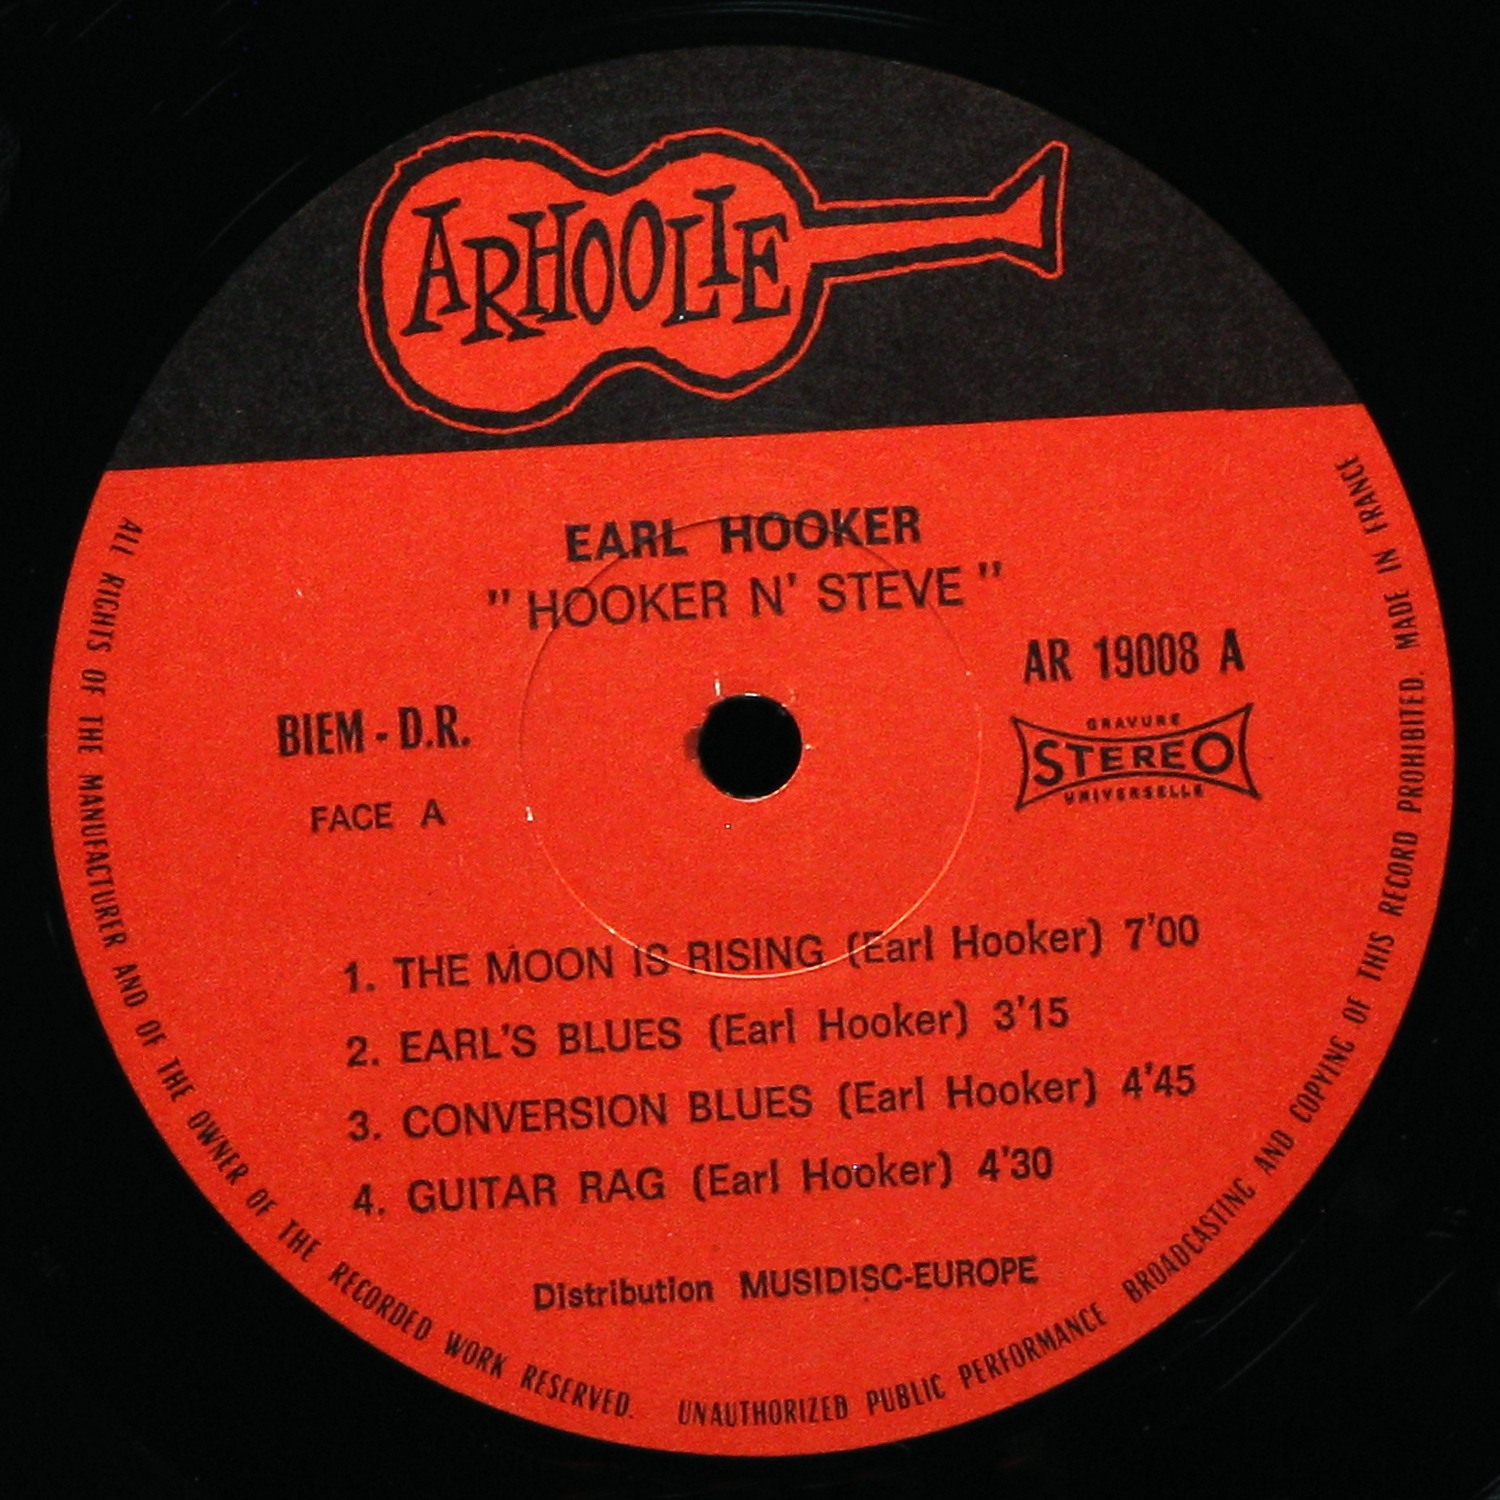 ARHOOLIE
EARL HOOKER
" HOOKER N' STEVE "
AR 19008 A
BIEM - D.R.
GRAVURE
STEREO
UNIVERSELLE
FACE A
1. THE MOON IS RISING (Earl Hooker) 7'00
2. EARL'S BLUES (Earl Hooker) 3'15
3. CONVERSION BLUES (Earl Hooker) 4'45
4. GUITAR RAG (Earl Hooker) 4'30
Distribution MUSIDISC-EUROPE
ALL RIGHTS OF THE MANUFACTURER AND OF THE OWNER OF THE RECORDED WORK RESERVED. UNAUTHORIZED PUBLIC PERFORMANCE BROADCASTING AND COPYING OF THIS RECORD PROHIBITED. MADE IN FRANCE